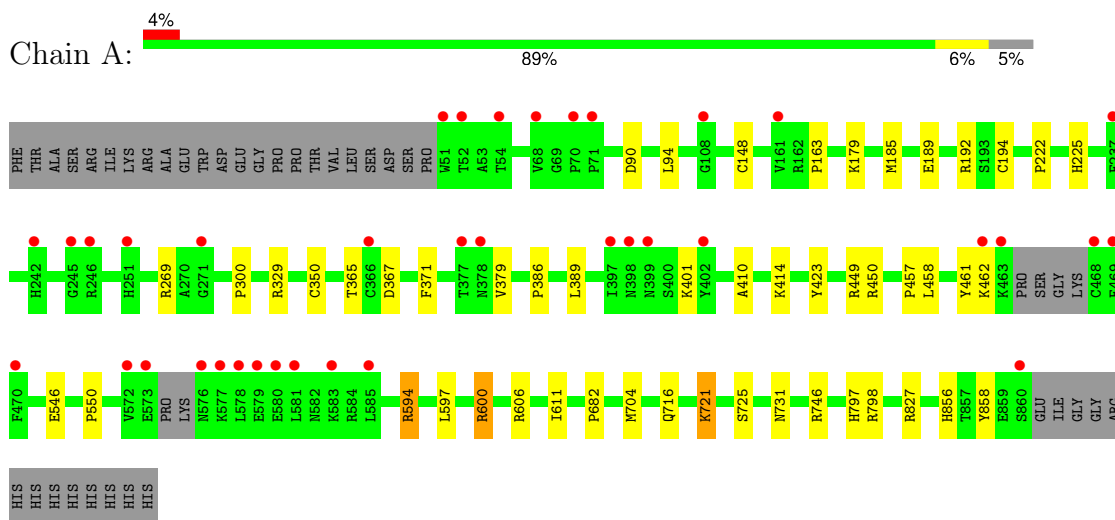 4%
Chain A:
89% 6% 5%
PHE THR ALA SER ARG ILE LYS ARG ALA GLU TRP ASP GLU GLY PRO PRO THR VAL LEU SER ASP SER PRO W51 T52 A53 T54 V68 G69 P70 P71 D90 L94 G108 C148 V161 R162 P163 K179 M185 E189 R192 S193 C194 P222 H225 E237
H242 G245 R246 H251 R269 A270 G271 P300 R329 C350 T365 C366 D367 F371 T377 N378 V379 P386 L389 I397 N398 N399 S400 K401 Y402 A410 K414 Y423 R449 R450 P457 L458 Y461 K462 K463 PRO SER GLY LYS C468 E469
F470 E546 P550 V572 E573 PRO LYS N576 K577 L578 E579 E580 L581 N582 K583 R584 L585 R594 L597 R600 R606 I611 P682 M704 Q716 K721 S725 N731 R746 H797 R798 R827 H856 T857 Y858 E859 S860 GLU ILE GLY GLY ARG
HIS HIS HIS HIS HIS HIS HIS HIS